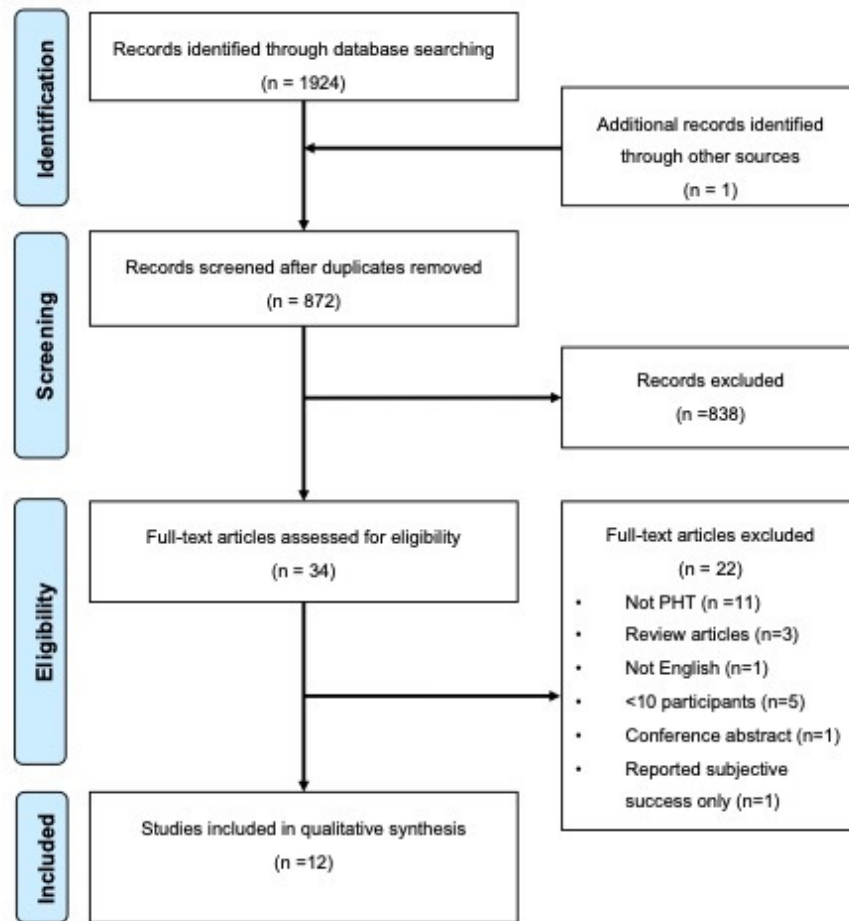 Identification
Records identified through database searching
(n = 1924)
Additional records identified
through other sources
(n = 1)
Screening
Records screened after duplicates removed
(n = 872)
Records excluded
(n =838)
Eligibility
Full-text articles assessed for eligibility
(n = 34)
Full-text articles excluded
(n = 22)
• Not PHT (n =11)
• Review articles (n=3)
• Not English (n=1)
• <10 participants (n=5)
• Conference abstract (n=1)
• Reported subjective
success only (n=1)
Included
Studies included in qualitative synthesis
(n =12)